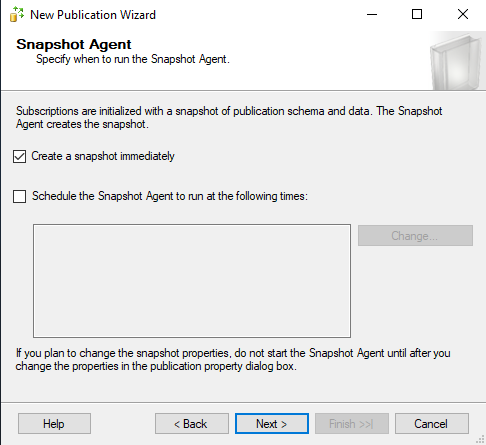 New Publication Wizard
Snapshot Agent
Specify when to run the Snapshot Agent.
Subscriptions are initialized with a snapshot of publication schema and data. The Snapshot
Agent creates the snapshot.
Create a snapshot immediately
Schedule the Snapshot Agent to run at the following times:
Change...
If you plan to change the snapshot properties, do not start the Snapshot Agent until after you
change the properties in the publication property dialog box.
Help
< Back
Next >
Finish >>|
Cancel